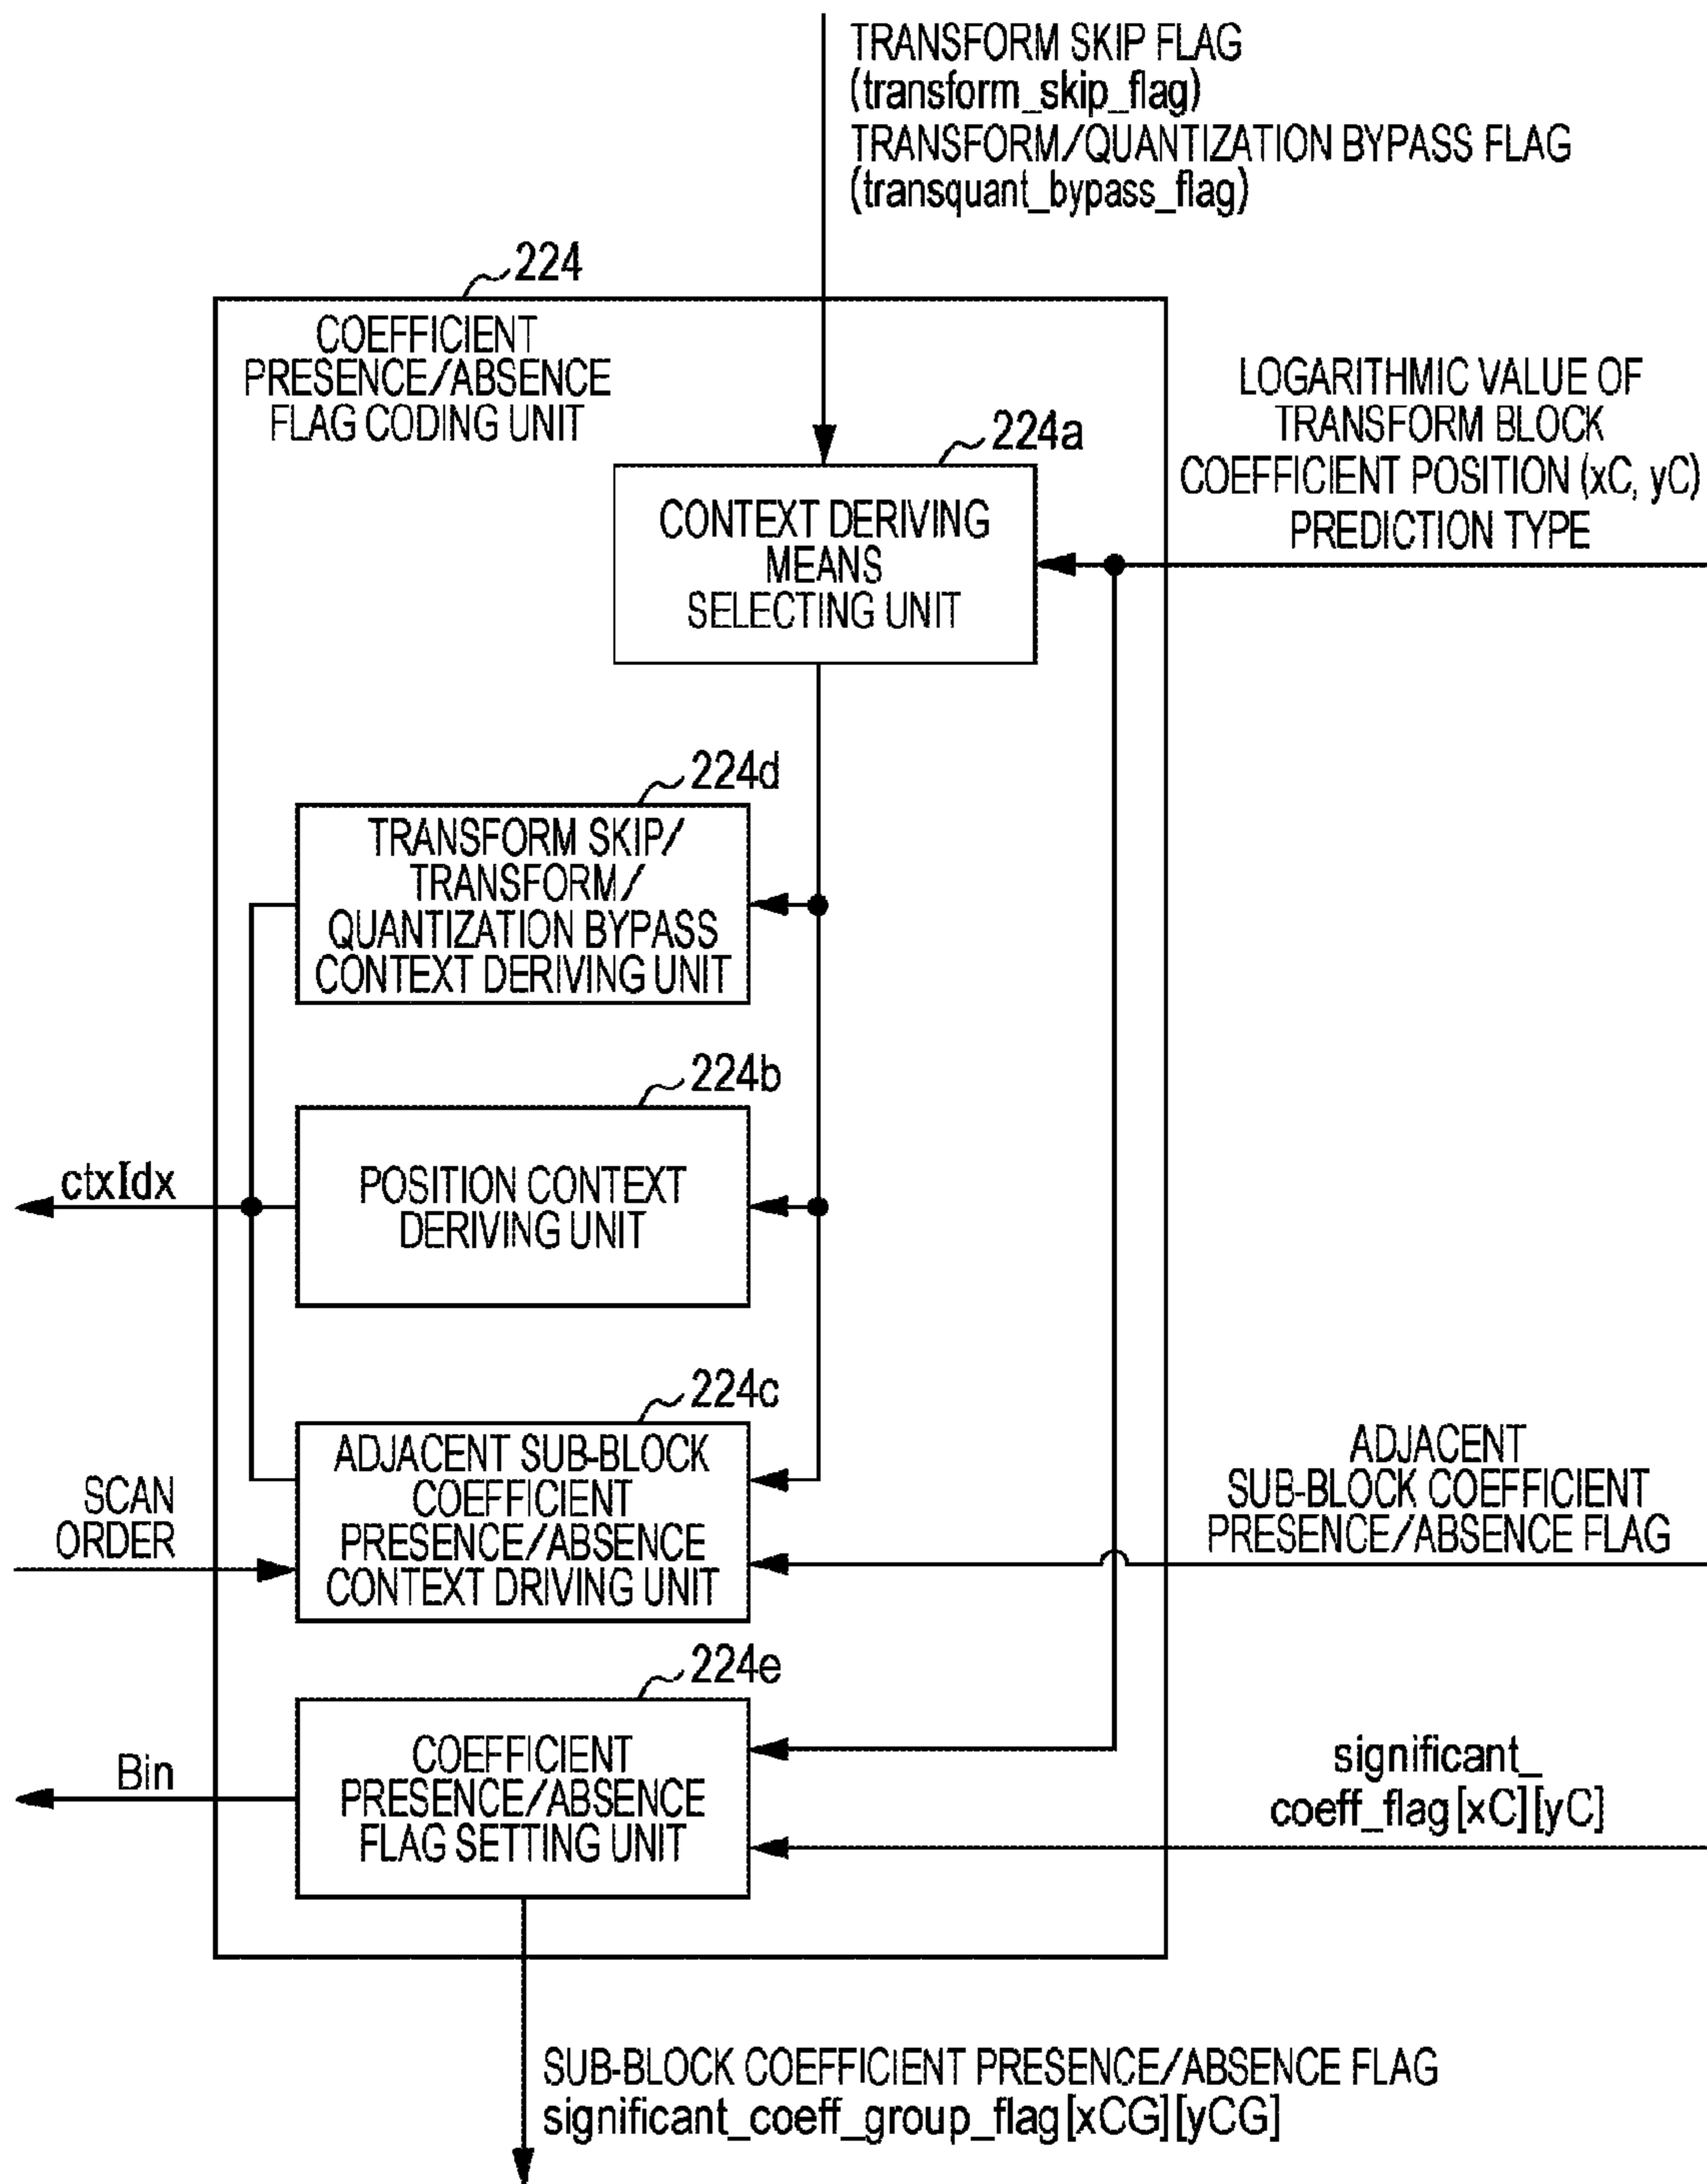 TRANSFORM SKIP FLAG
(transform_skip_flag)
TRANSFORM/QUANTIZATION BYPASS FLAG
(transquant_bypass_flag)
224
COEFFICIENT
PRESENCE/ABSENCE
FLAG CODING UNIT
LOGARITHMIC VALUE OF
TRANSFORM BLOCK
COEFFICIENT POSITION (xC, yC)
PREDICTION TYPE
224a
CONTEXT DERIVING
MEANS
SELECTING UNIT
224d
TRANSFORM SKIP/
TRANSFORM/
QUANTIZATION BYPASS
CONTEXT DERIVING UNIT
224b
ctxIdx
POSITION CONTEXT
DERIVING UNIT
224c
ADJACENT SUB-BLOCK
COEFFICIENT
PRESENCE/ABSENCE
CONTEXT DRIVING UNIT
SCAN
ORDER
ADJACENT
SUB-BLOCK COEFFICIENT
PRESENCE/ABSENCE FLAG
224e
Bin
COEFFICIENT
PRESENCE/ABSENCE
FLAG SETTING UNIT
significant_
coeff_flag[xC][yC]
SUB-BLOCK COEFFICIENT PRESENCE/ABSENCE FLAG
significant_coeff_group_flag[xCG][yCG]